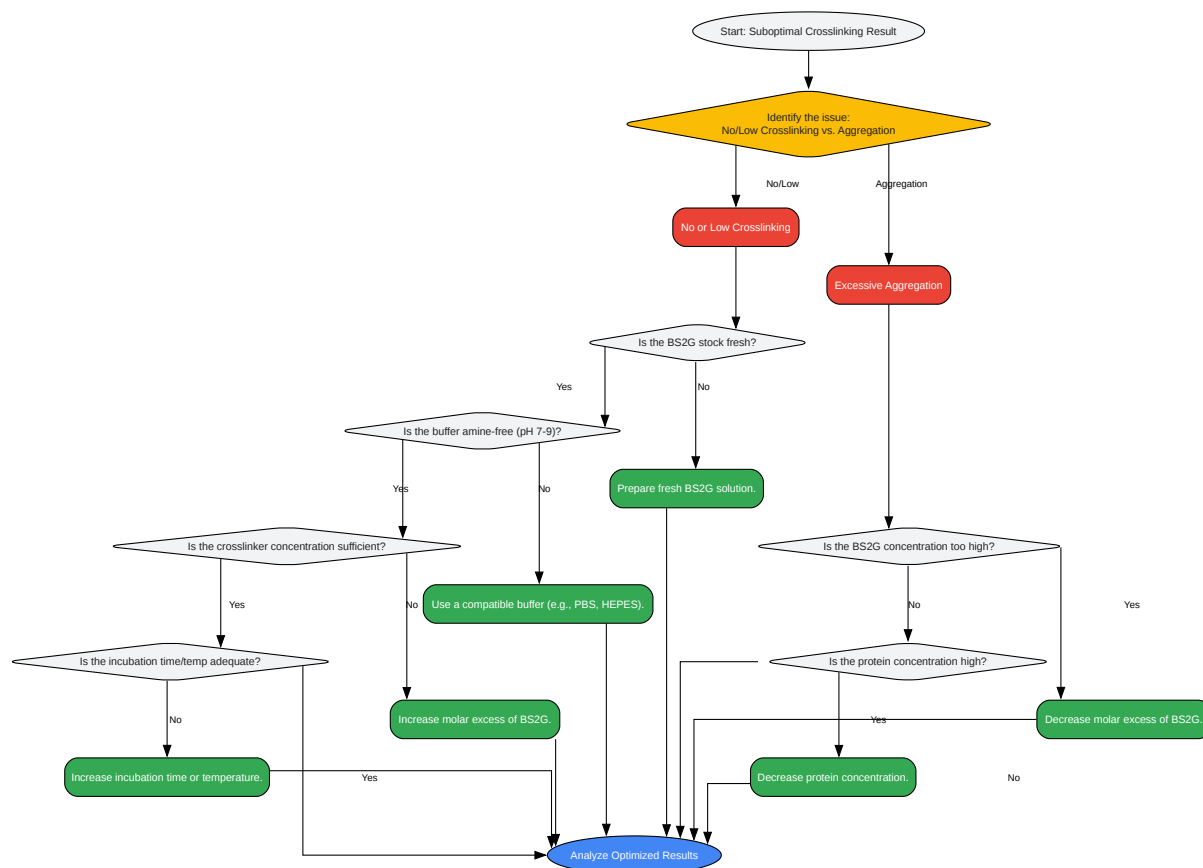 Start: Suboptimal Crosslinking Result
Identify the issue:
No/Low Crosslinking vs. Aggregation
No/Low
Aggregation
No or Low Crosslinking
Excessive Aggregation
Is the BS2G stock fresh?
Yes
No
Is the buffer amine-free (pH 7-9)?
Prepare fresh BS2G solution.
Yes
No
Is the crosslinker concentration sufficient?
Is the BS2G concentration too high?
Use a compatible buffer (e.g., PBS, HEPES).
Yes
No
No
Yes
Is the incubation time/temp adequate?
Is the protein concentration high?
No
Increase molar excess of BS2G.
Yes
Decrease molar excess of BS2G.
Increase incubation time or temperature.
Yes
Decrease protein concentration.
No
Analyze Optimized Results